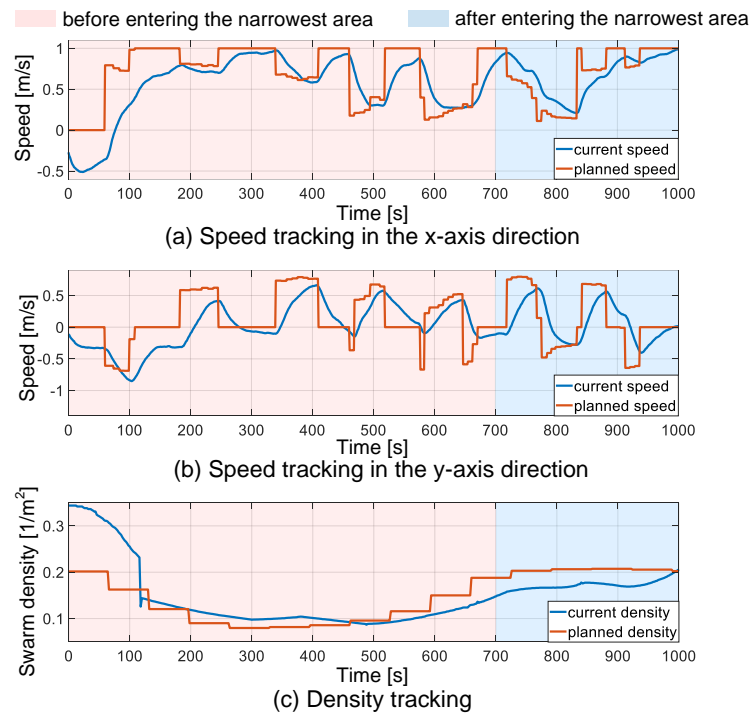 before entering the narrowest area after entering the narrowest area
1
0.5
0
-0.5
Speed [m/s]
current speed
planned speed
0 100 200 300 400 500 600 700 800 900 1000
Time [s]
(a) Speed tracking in the x-axis direction
0.5
0
-0.5
-1
Speed [m/s]
current speed
planned speed
0 100 200 300 400 500 600 700 800 900 1000
Time [s]
(b) Speed tracking in the y-axis direction
0.3
0.2
0.1
Swarm density [1/m²]
current density
planned density
0 100 200 300 400 500 600 700 800 900 1000
Time [s]
(c) Density tracking